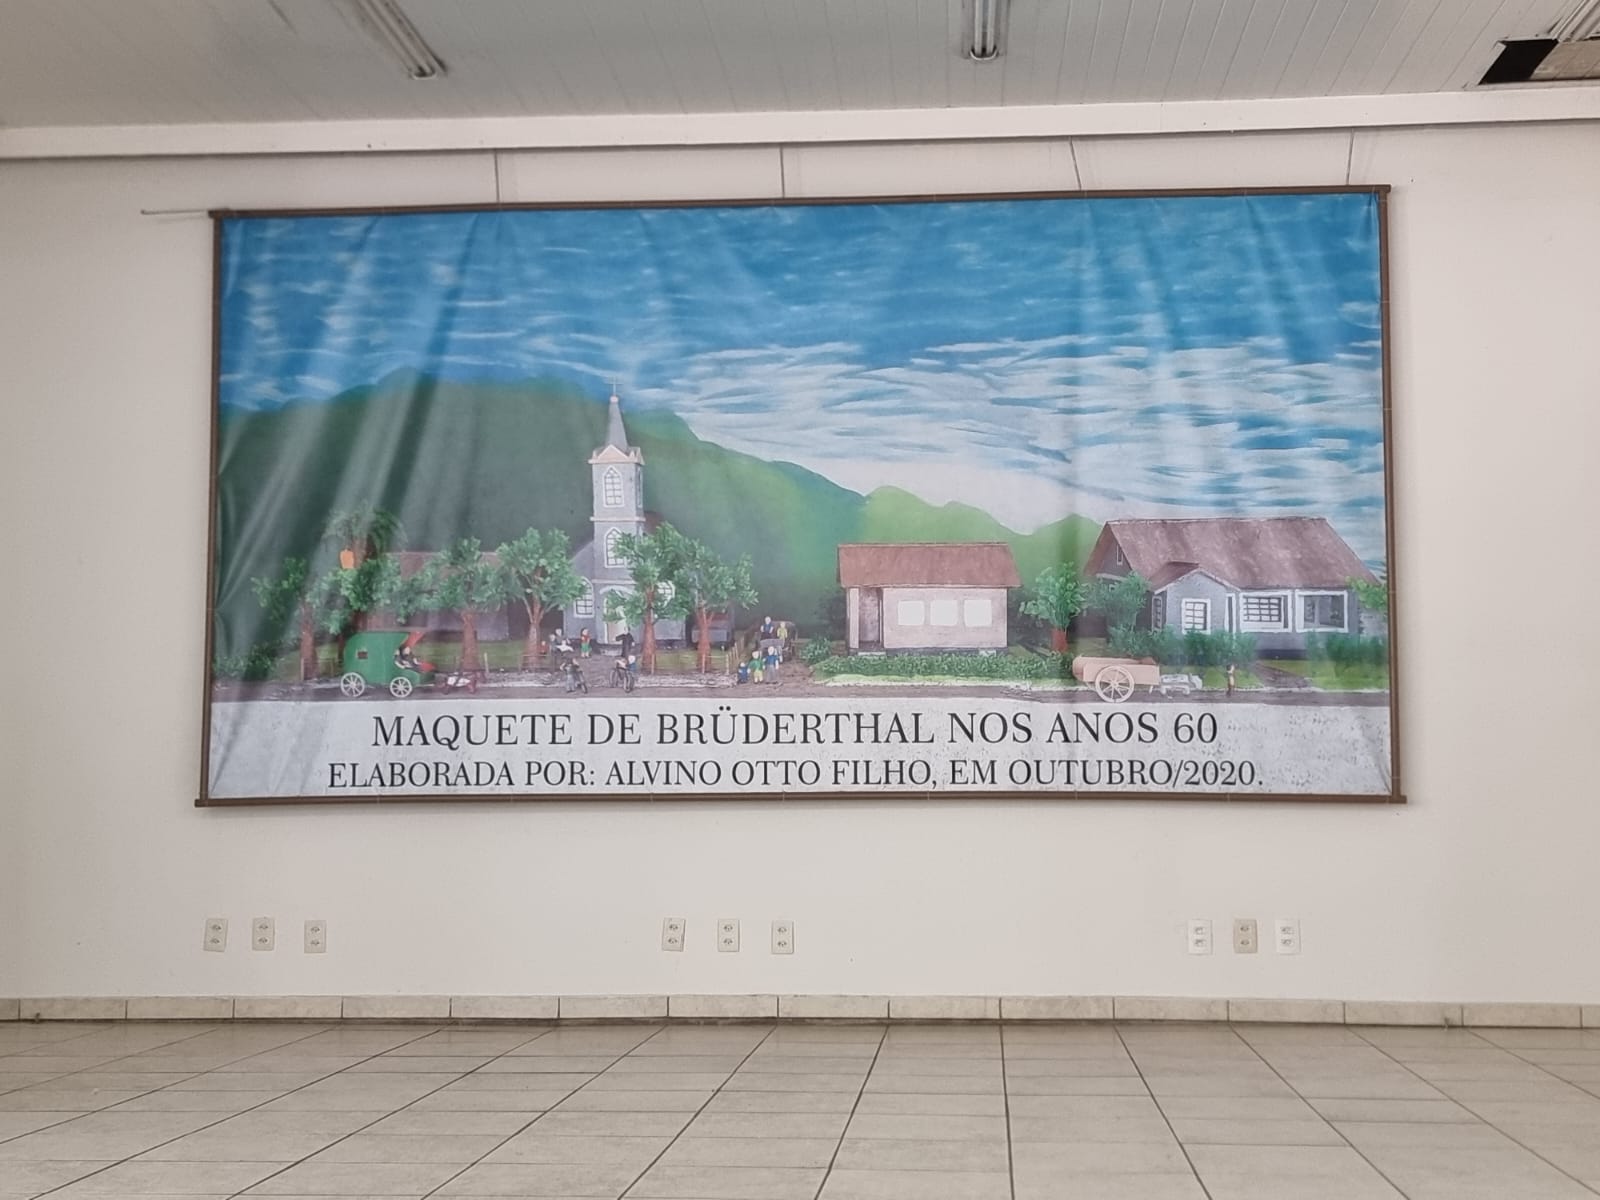 MAQUETE DE BRÜDERTHAL NOS ANOS 60
ELABORADA POR: ALVINO OTTO FILHO, EM OUTUBRO/2020.